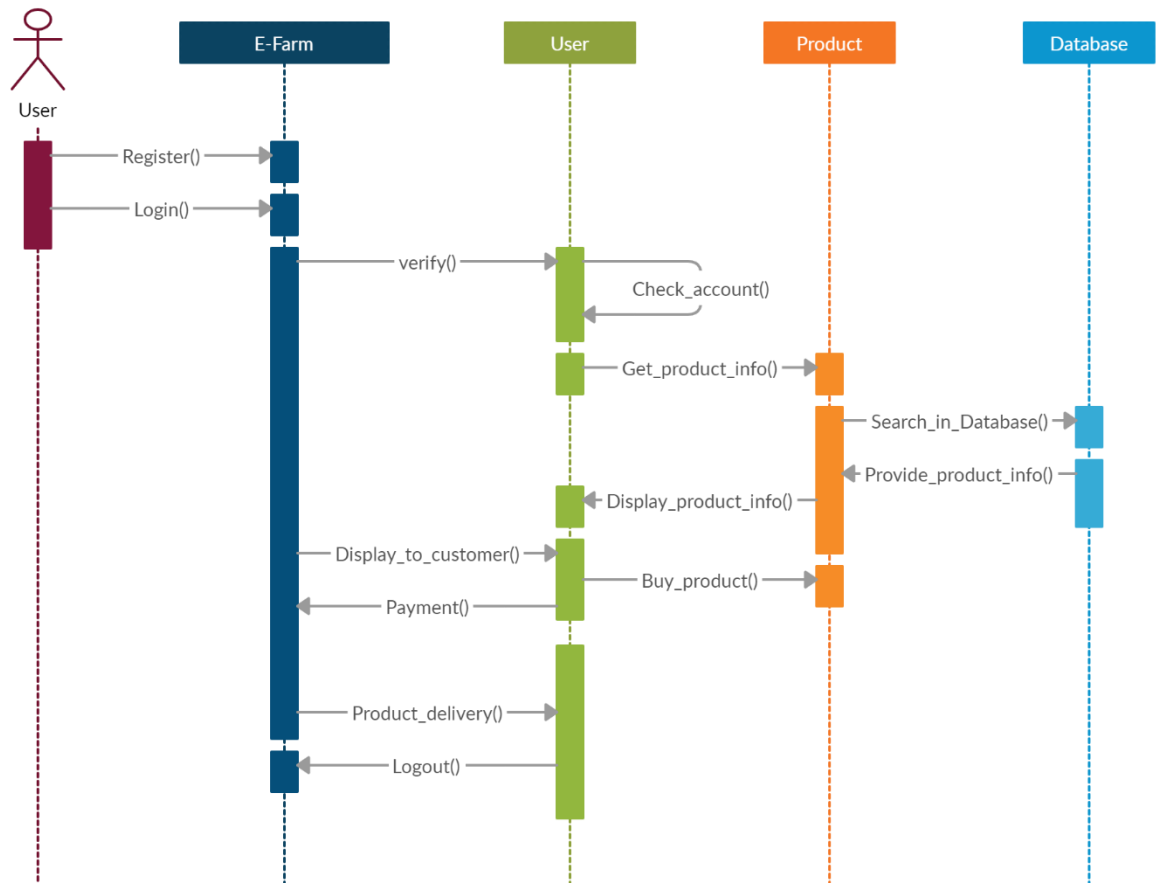 E-Farm
User
Product
Database
User
Register()
Login()
verify()
Check_account()
Get_product_info()
Search_in_Database()
Provide_product_info()
Display_product_info()
Display_to_customer()
Buy_product()
Payment()
Product_delivery()
Logout()